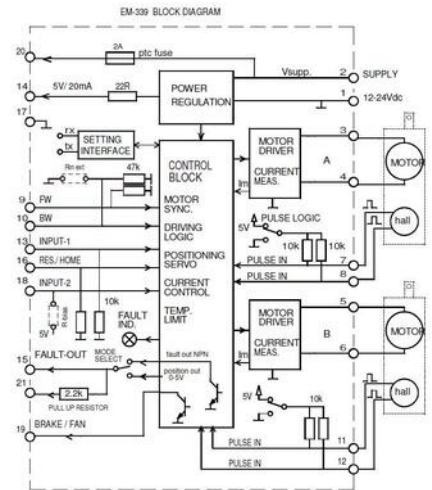 EM-339 BLOCK DIAGRAM
20
2A
ptc fuse
Vsupp.
2
SUPPLY
14
5V/ 20mA
22R
POWER
REGULATION
1
12-24Vdc
17
rx
tx
SETTING
INTERFACE
Rin ext
47k
CONTROL
BLOCK
MOTOR
SYNC.
DRIVING
LOGIC
POSITIONING
SERVO
CURRENT
CONTROL
TEMP.
LIMIT
MOTOR
DRIVER
CURRENT
MEAS.
A
Im
3
4
MOTOR
hall
9
FW
10
BW
13
INPUT-1
16
RES./ HOME
18
INPUT-2
5V
PULSE LOGIC
10k
10k
PULSE IN
7
PULSE IN
8
R bias
5V
10k
FAULT
IND.
MOTOR
DRIVER
CURRENT
MEAS.
B
Im
5
6
MOTOR
hall
15
FAULT-OUT
MODE
SELECT
fault out NPN
position out
0-5V
21
2.2k
PULL UP RESISTOR
5V
10k
19
BRAKE / FAN
PULSE IN
11
PULSE IN
12